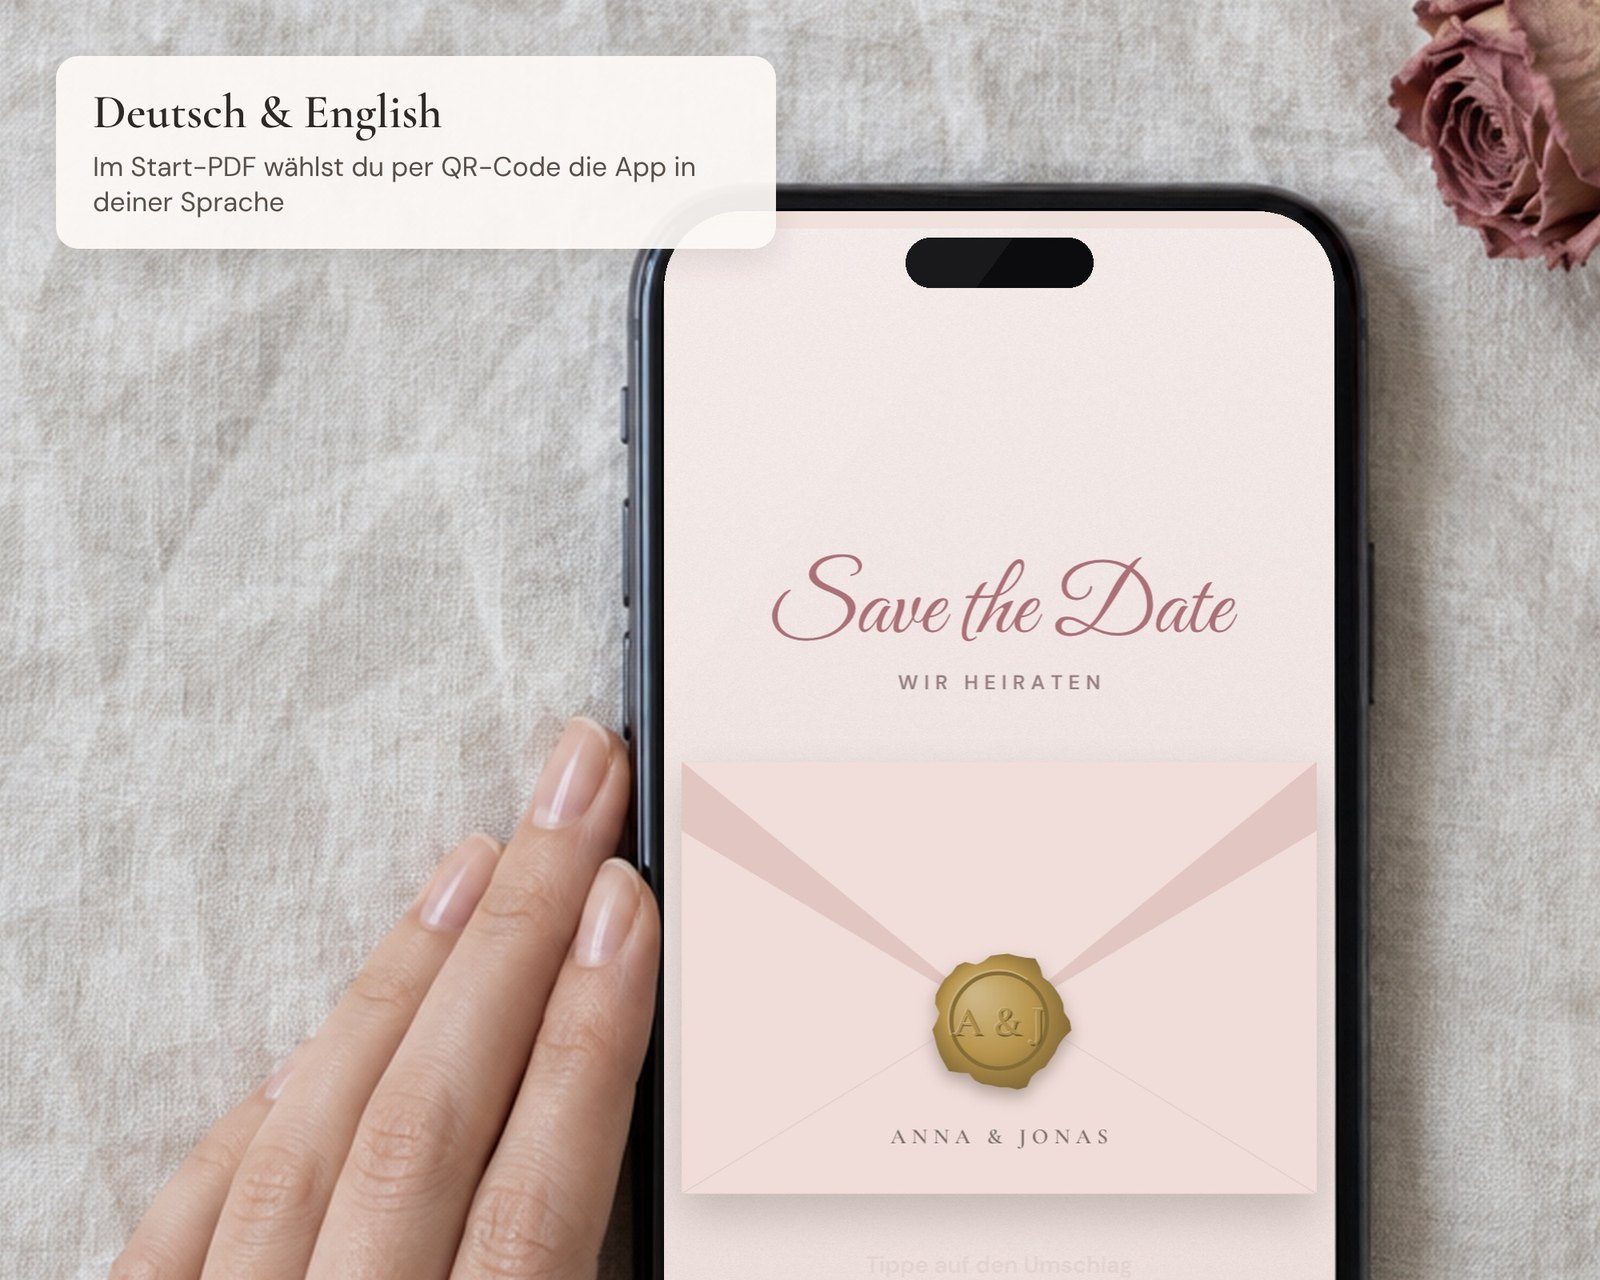 Deutsch & English
Im Start-PDF wählst du per QR-Code die App in
deiner Sprache
Save the Date
WIR HEIRATEN
A & J
ANNA & JONAS
Tippe auf den Umschlag